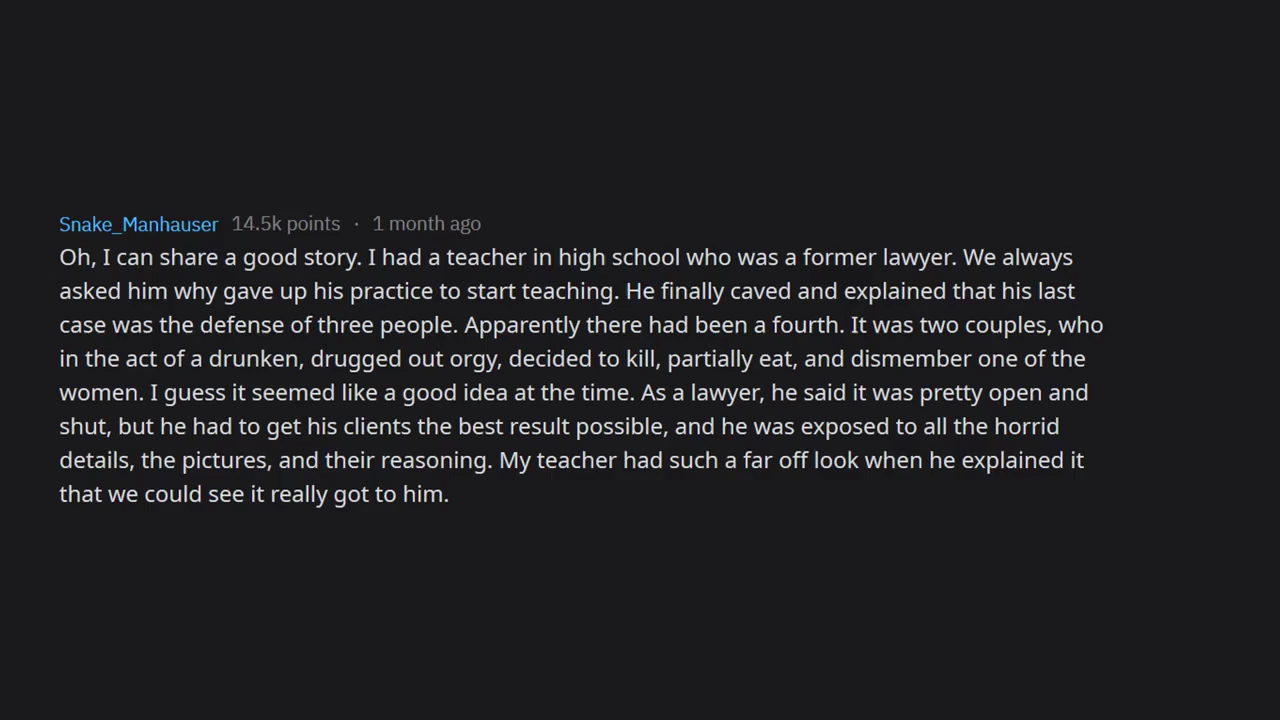 Snake_Manhauser 14.5k points · 1 month ago
Oh, I can share a good story. I had a teacher in high school who was a former lawyer. We always
asked him why gave up his practice to start teaching. He finally caved and explained that his last
case was the defense of three people. Apparently there had been a fourth. It was two couples, who
in the act of a drunken, drugged out orgy, decided to kill, partially eat, and dismember one of the
women. I guess it seemed like a good idea at the time. As a lawyer, he said it was pretty open and
shut, but he had to get his clients the best result possible, and he was exposed to all the horrid
details, the pictures, and their reasoning. My teacher had such a far off look when he explained it
that we could see it really got to him.